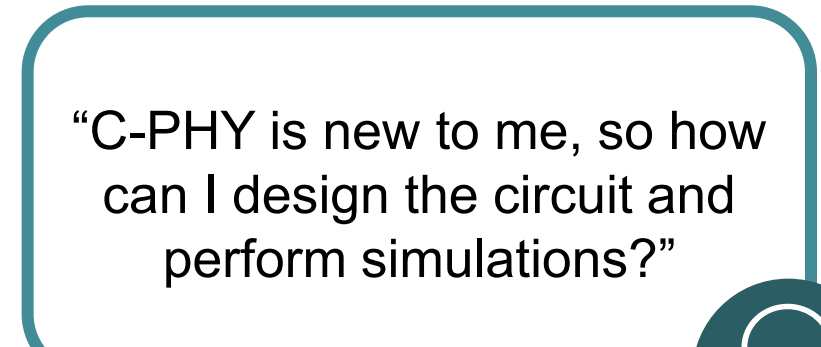 “C-PHY is new to me, so how
can I design the circuit and
perform simulations?”